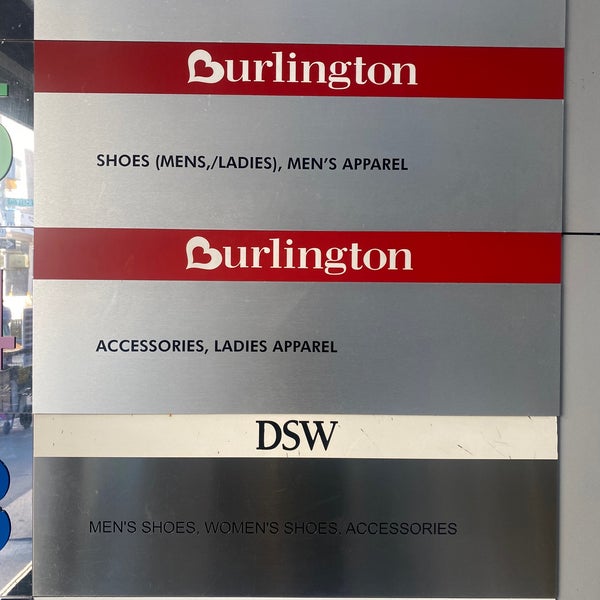 Burlington
SHOES (MENS,/LADIES), MEN'S APPAREL
Burlington
ACCESSORIES, LADIES APPAREL
DSW
MEN'S SHOES, WOMEN'S SHOES, ACCESSORIES